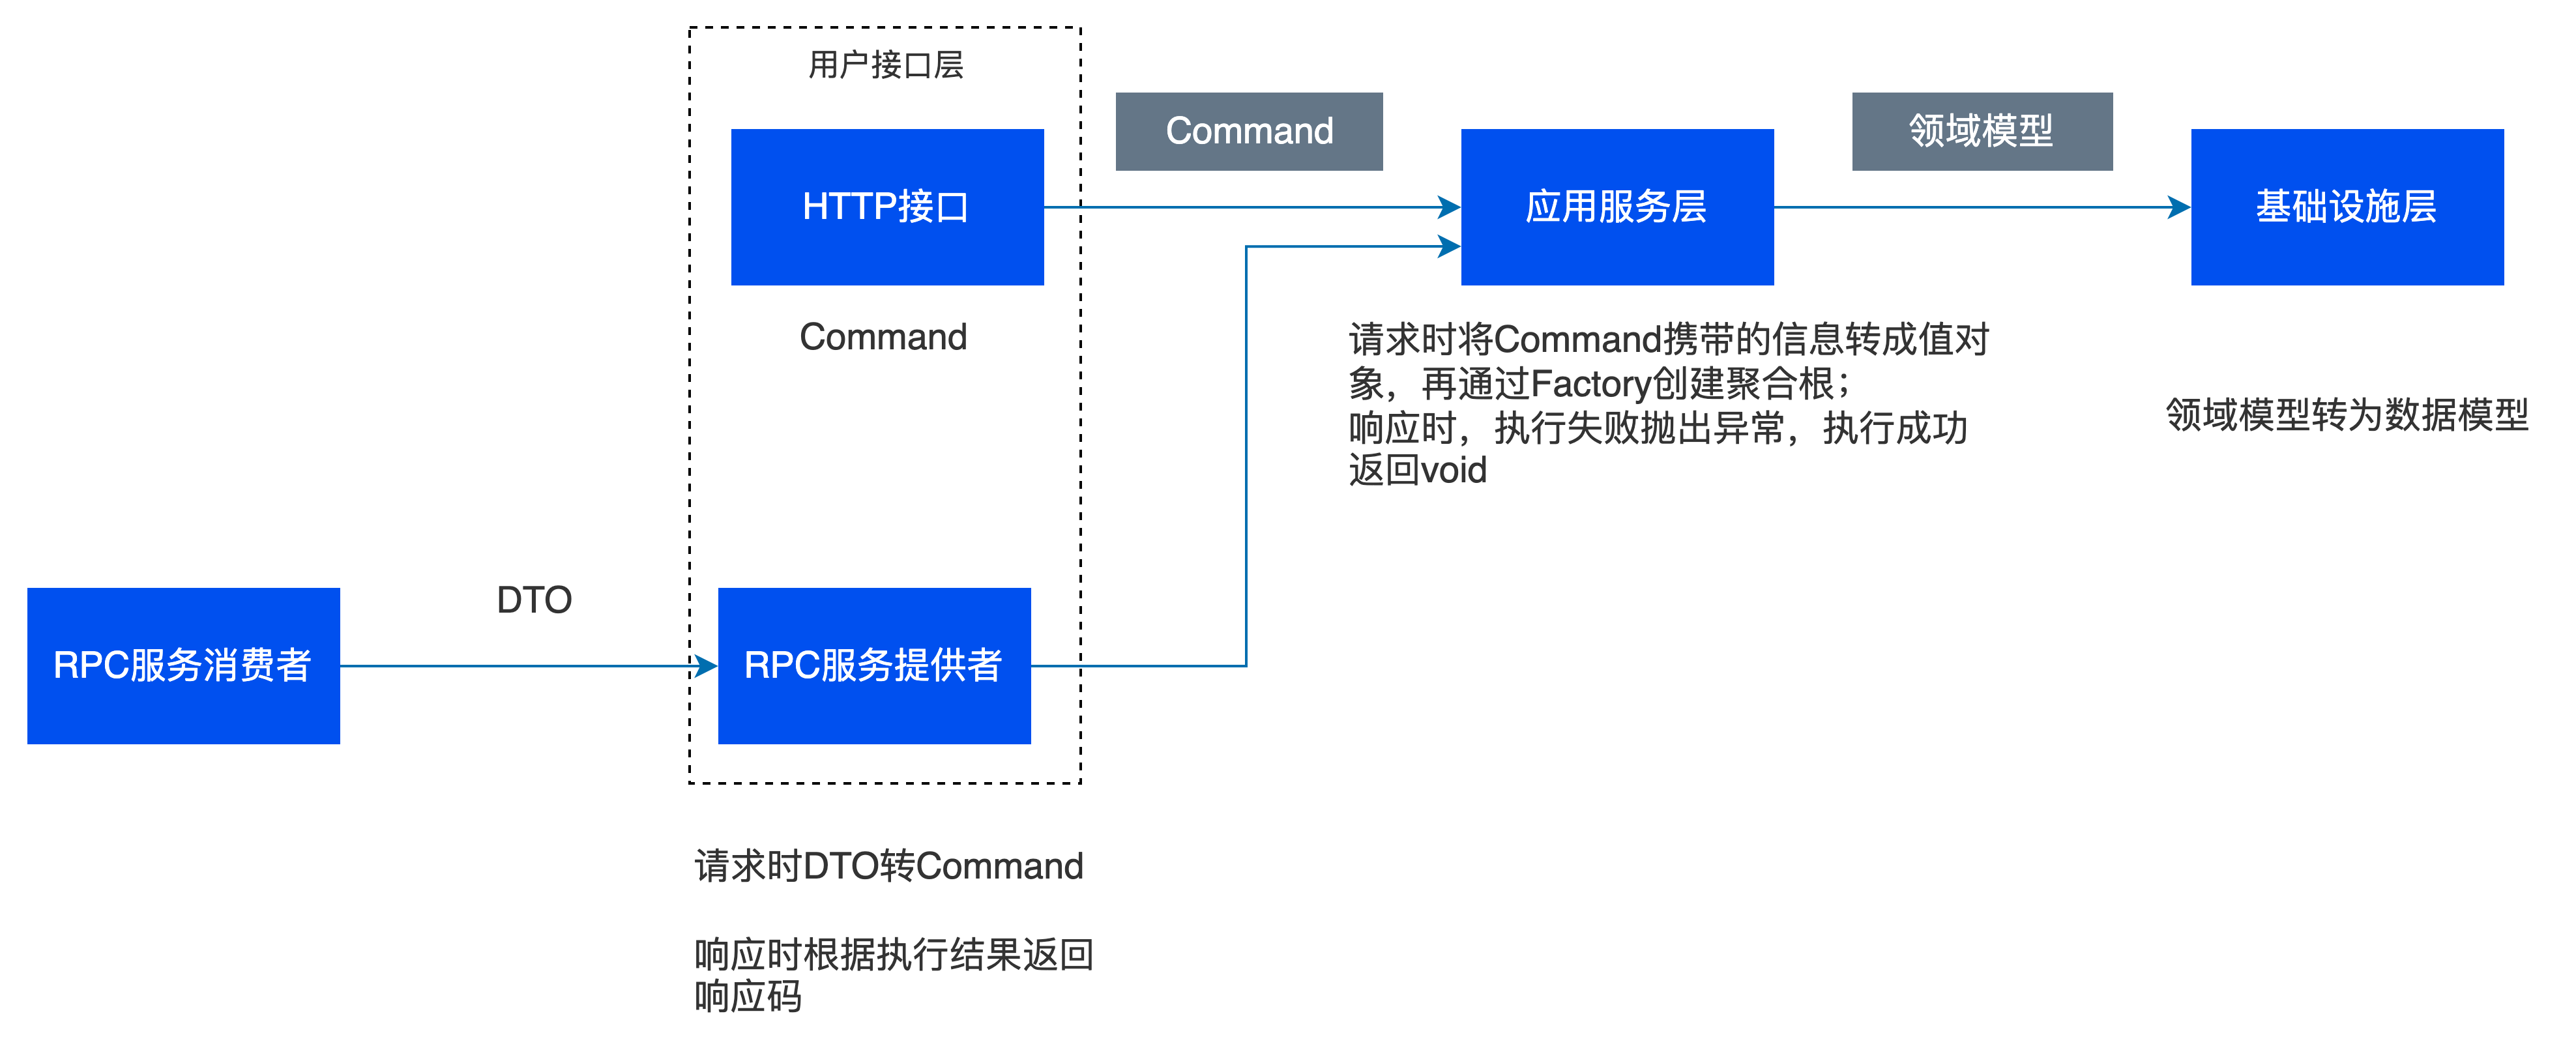 用户接口层
HTTP接口
Command
Command
应用服务层
领域模型
基础设施层
请求时将Command携带的信息转成值对
象，再通过Factory创建聚合根；
响应时，执行失败抛出异常，执行成功
返回void
领域模型转为数据模型
RPC服务消费者
DTO
RPC服务提供者
请求时DTO转Command
响应时根据执行结果返回
响应码